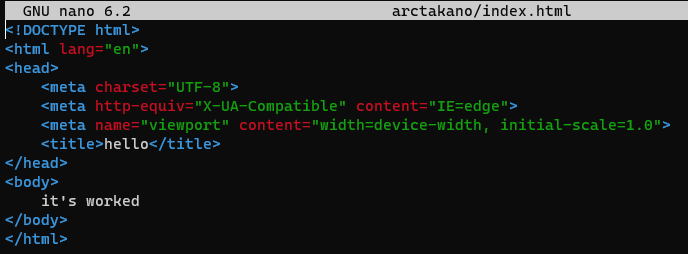 GNU nano 6.2 arctakano/index.html
<!DOCTYPE html>
<html lang="en">
<head>
    <meta charset="UTF-8">
    <meta http-equiv="X-UA-Compatible" content="IE=edge">
    <meta name="viewport" content="width=device-width, initial-scale=1.0">
    <title>hello</title>
</head>
<body>
    it's worked
</body>
</html>